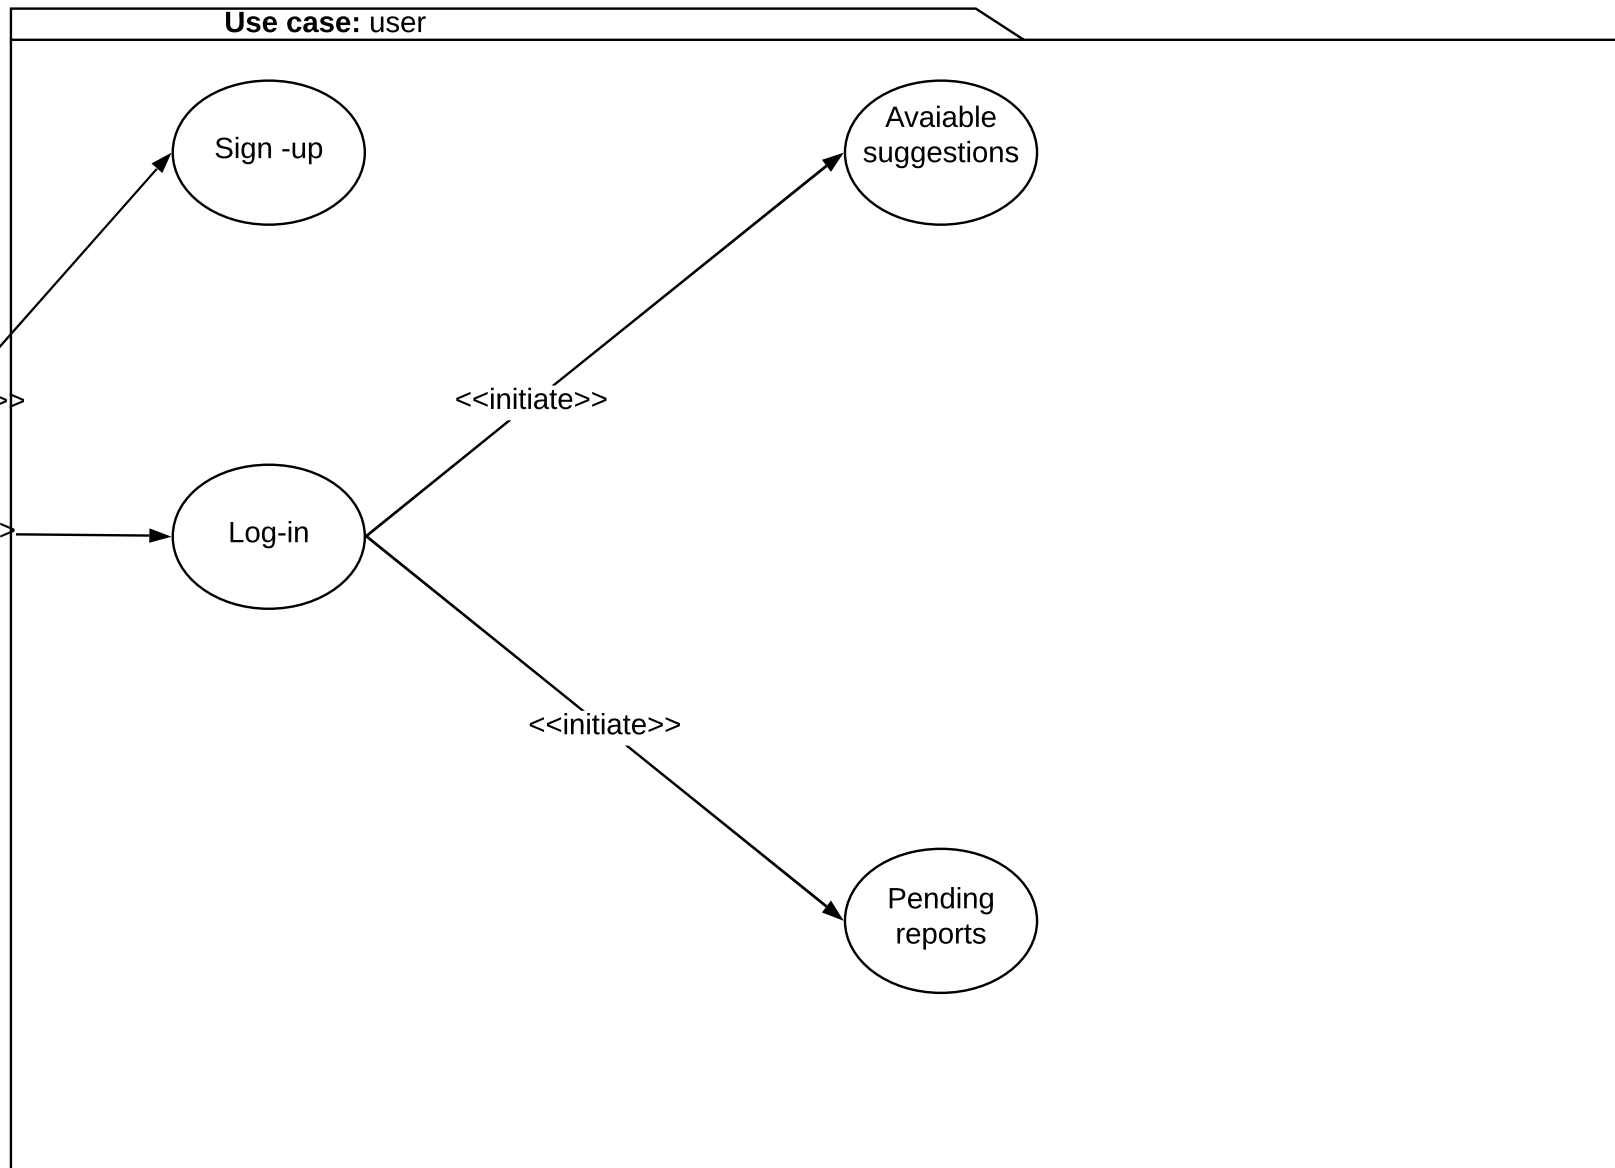 Use case: user
Sign -up
Avaiable
suggestions
<<initiate>>
>>
Log-in
>
<<initiate>>
Pending
reports